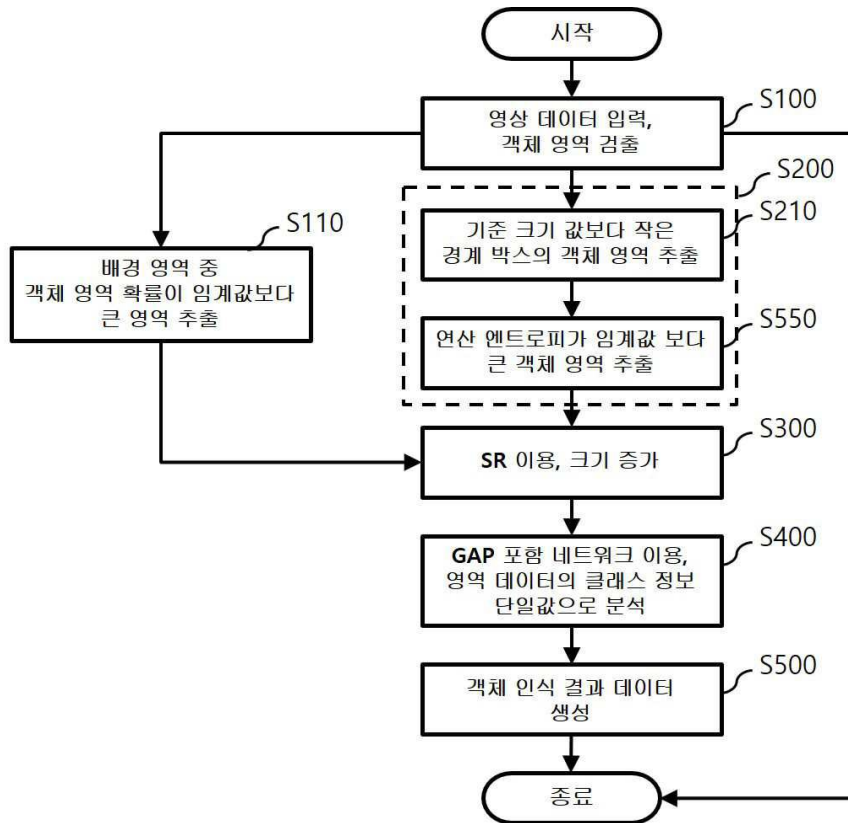 시작
S100
영상 데이터 입력,
객체 영역 검출
S200
S210
기준 크기 값보다 작은
경계 박스의 객체 영역 추출
S110
배경 영역 중
객체 영역 확률이 임계값보다
큰 영역 추출
S550
연산 엔트로피가 임계값 보다
큰 객체 영역 추출
S300
SR 이용, 크기 증가
S400
GAP 포함 네트워크 이용,
영역 데이터의 클래스 정보
단일값으로 분석
S500
객체 인식 결과 데이터
생성
종료